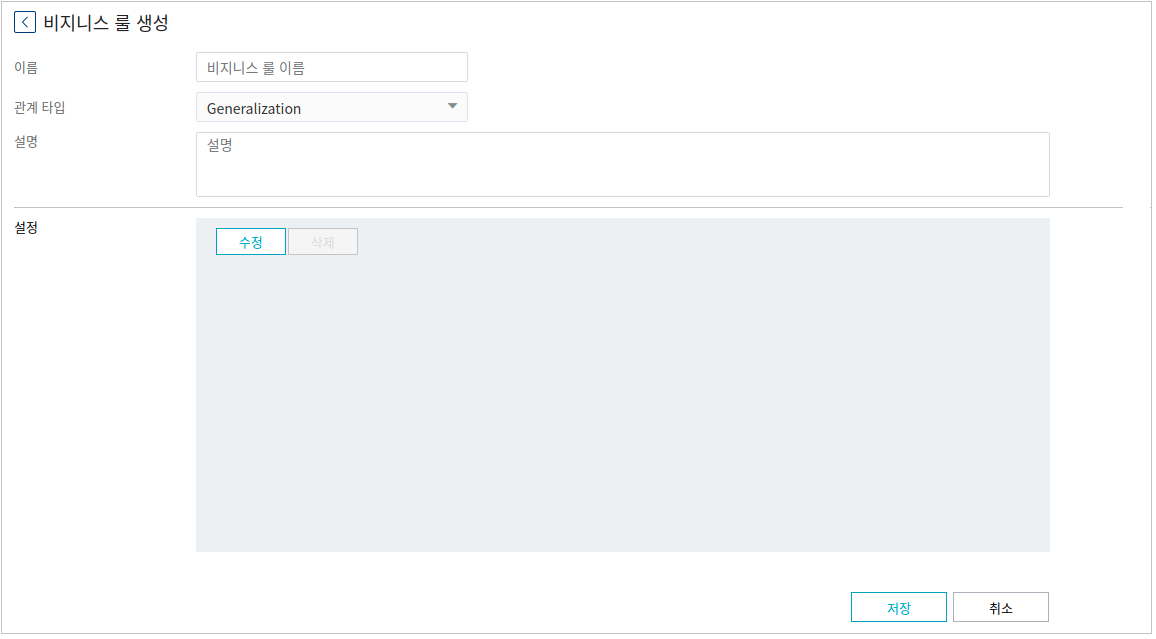 비지니스 룰 생성
이름
비지니스 룰 이름
관계 타입
Generalization
설명
설명
설정
수정 삭제
저장 취소